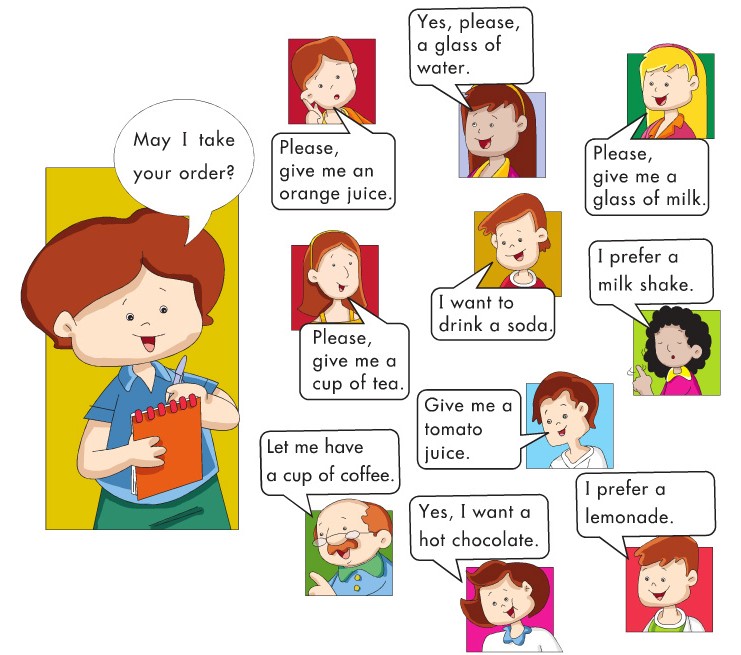 May I take
your order?
Please,
give me an
orange juice.
Yes, please,
a glass of
water.
Please,
give me a
glass of milk.
Please,
give me a
cup of tea.
I want to
drink a soda.
I prefer a
milk shake.
Give me a
tomato
juice.
Let me have
a cup of coffee.
Yes, I want a
hot chocolate.
I prefer a
lemonade.